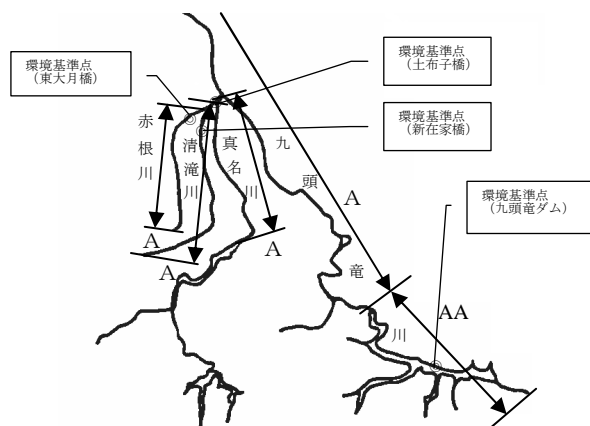 環境基準点
(東大月橋)
環境基準点
(土布子橋)
環境基準点
(新在家橋)
環境基準点
(九頭竜ダム)
赤根川
清滝川
真名川
九頭竜川
A
A
A
A
AA